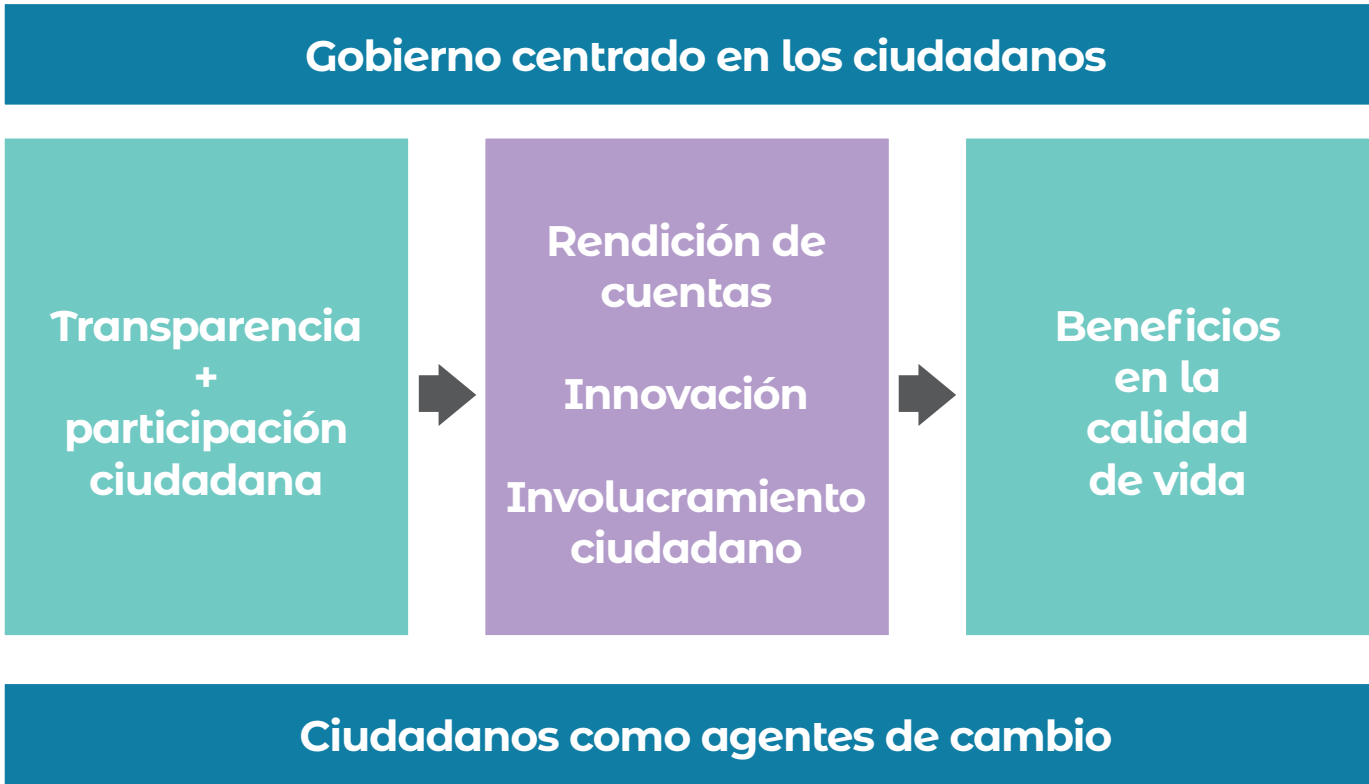 Gobierno centrado en los ciudadanos
Transparencia
+
participación
ciudadana
Rendición de
cuentas
Innovación
Involucramiento
ciudadano
Beneficios
en la
calidad
de vida
Ciudadanos como agentes de cambio